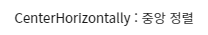 CenterHorizontally : 중앙 정렬